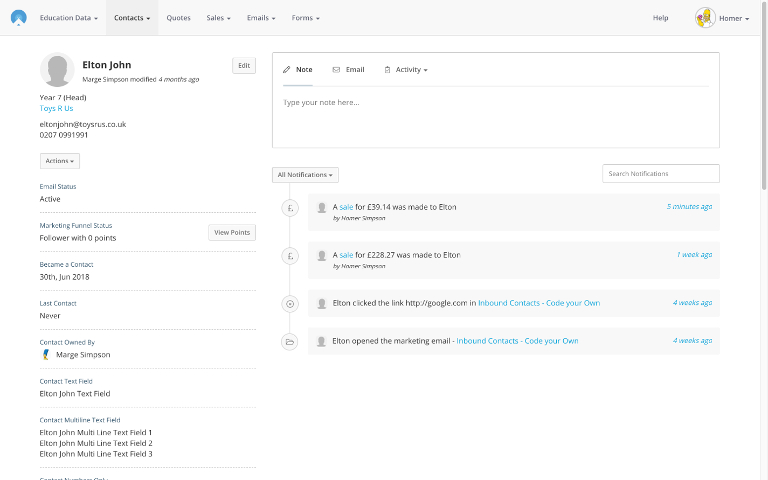 Education Data
Contacts
Quotes
Sales
Emails
Forms
Help
Homer
Elton John
Marge Simpson modified 4 months ago
Edit
Year 7 (Head)
Toys R Us
eltonjohn@toysrus.co.uk
0207 0991991
Actions
Email Status
Active
Marketing Funnel Status
Follower with 0 points
View Points
Became a Contact
30th, Jun 2018
Last Contact
Never
Contact Owned By
Marge Simpson
Contact Text Field
Elton John Text Field
Contact Multiline Text Field
Elton John Multi Line Text Field 1
Elton John Multi Line Text Field 2
Elton John Multi Line Text Field 3
Note
Email
Activity
Type your note here...
All Notifications
Search Notifications
£
A sale for £39.14 was made to Elton
by Homer Simpson
5 minutes ago
£
A sale for £228.27 was made to Elton
by Homer Simpson
1 week ago
Elton clicked the link http://google.com in Inbound Contacts - Code your Own
4 weeks ago
Elton opened the marketing email - Inbound Contacts - Code your Own
4 weeks ago